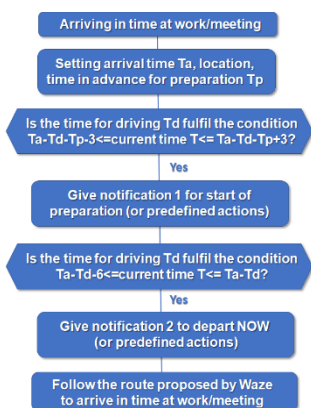 Arriving in time at work/meeting
Setting arrival time Ta, location,
time in advance for preparation Tp
Is the time for driving Td fulfil the condition
Ta-Td-Tp-3<=current time T<= Ta-Td-Tp+3?
Yes
Give notification 1 for start of
preparation (or predefined actions)
Is the time for driving Td fulfil the condition
Ta-Td-6<=current time T<= Ta-Td?
Yes
Give notification 2 to depart NOW
(or predefined actions)
Follow the route proposed by Waze
to arrive in time at work/meeting